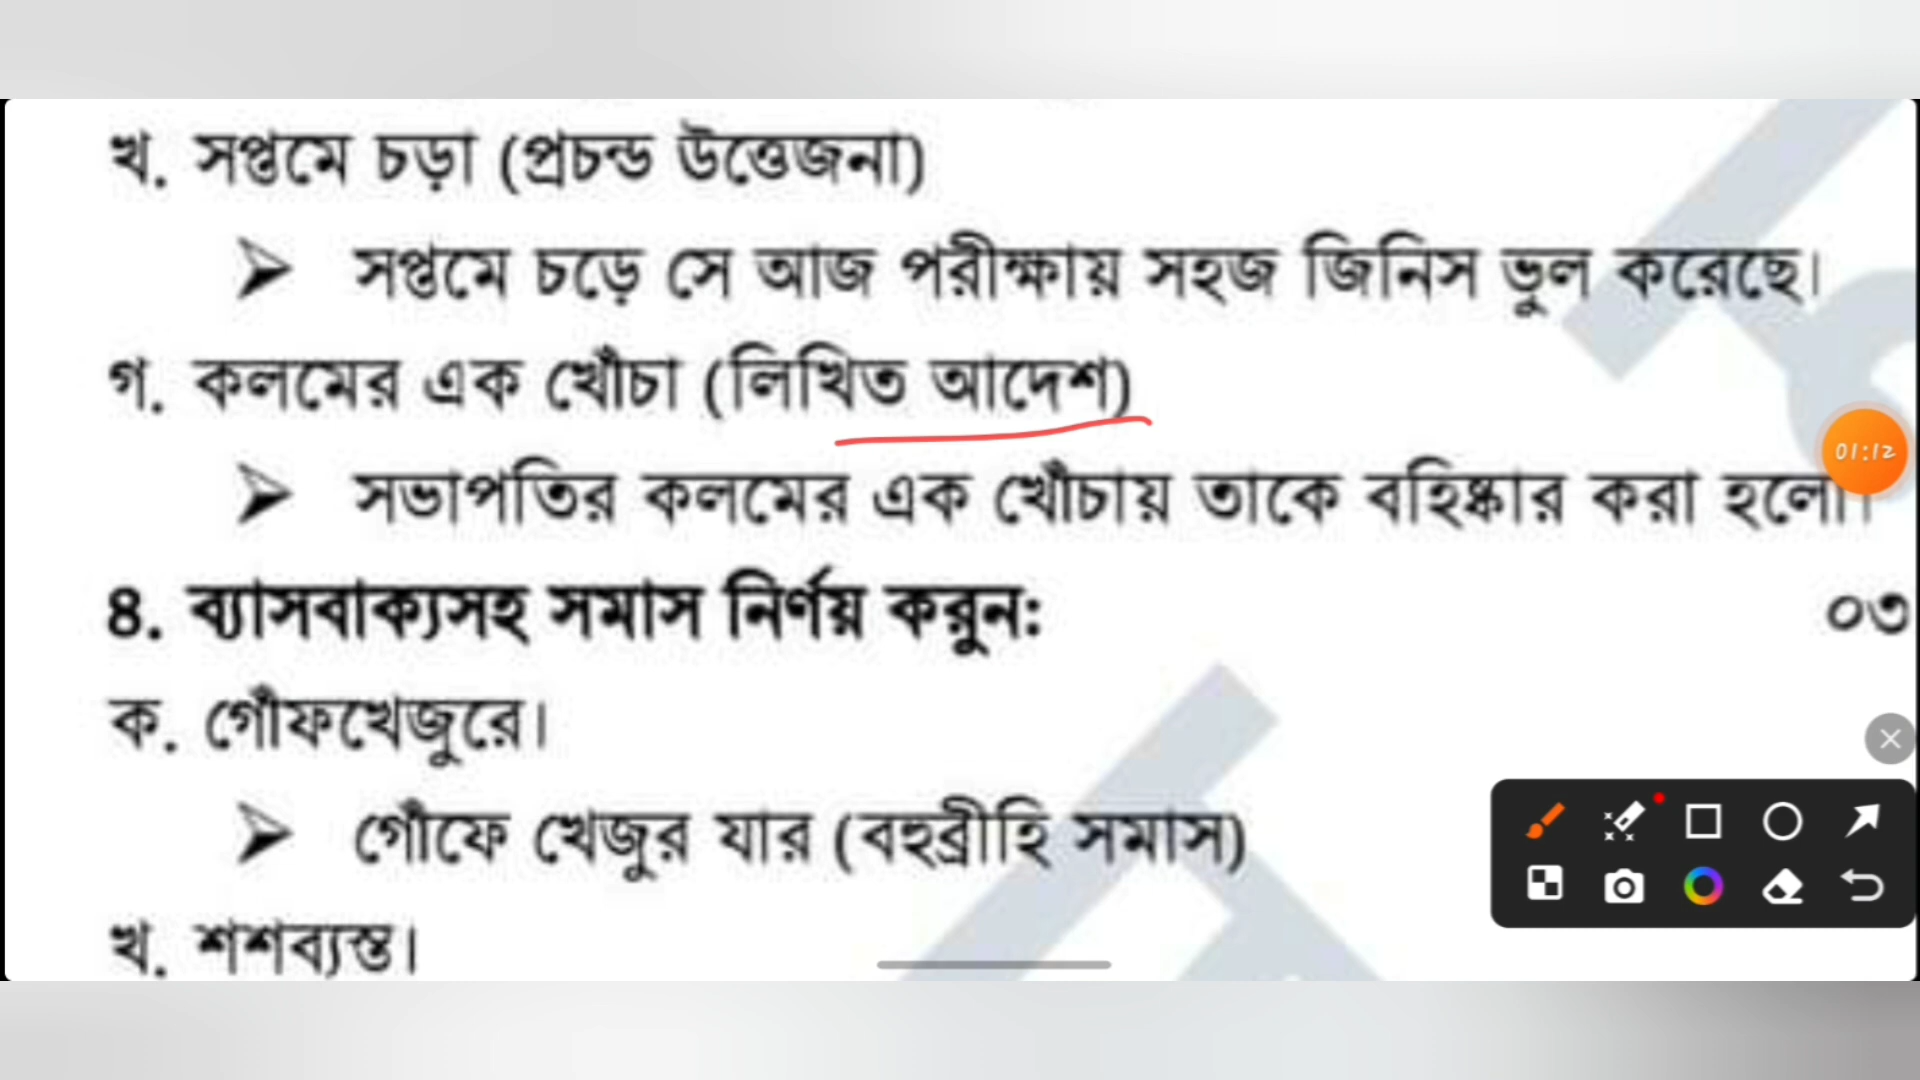 খ. সপ্তমে চড়া (প্রচন্ড উত্তেজনা)
➢ সপ্তমে চড়ে সে আজ পরীক্ষায় সহজ জিনিস ভুল করেছে।
গ. কলমের এক খোঁচা (লিখিত আদেশ)
01:12
➢ সভাপতির কলমের এক খোঁচায় তাকে বহিষ্কার করা হলো।
৪. ব্যাসবাক্যসহ সমাস নির্ণয় করুন: ০৩
ক. গোঁফখেজুরে।
➢ গোঁফে খেজুর যার (বহুব্রীহি সমাস)
খ. শশব্যস্ত।